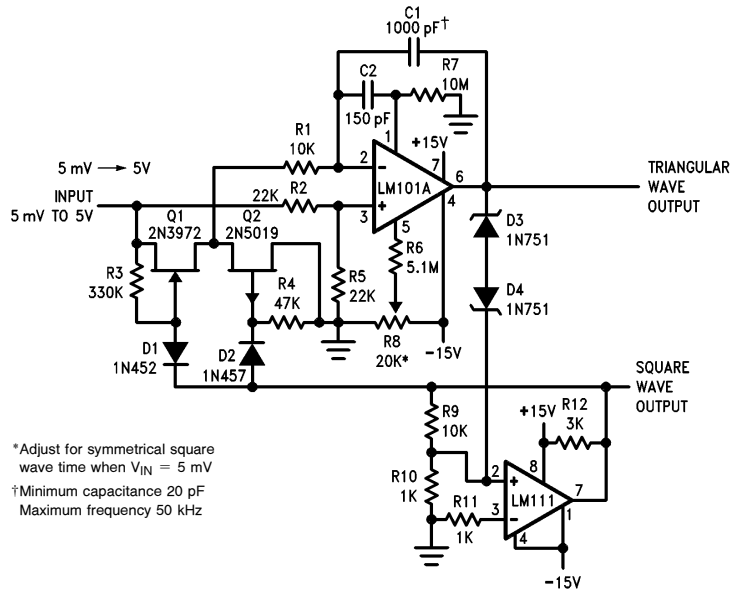 C1
1000 pF†
C2
150 pF
R7
10M
R1
10K
1
+15V
5 mV → 5V
2
7
TRIANGULAR
WAVE
OUTPUT
–
LM101A
6
INPUT
5 mV TO 5V
22K
R2
+
3
4
Q1
2N3972
Q2
2N5019
5
D3
1N751
R3
330K
R4
47K
R5
22K
R6
5.1M
D4
1N751
R8
20K*
–15V
D1
1N452
D2
1N457
SQUARE
WAVE
OUTPUT
R9
10K
+15V
R12
3K
*Adjust for symmetrical square
wave time when VIN = 5 mV
†Minimum capacitance 20 pF
Maximum frequency 50 kHz
R10
1K
2
+
8
LM111
7
R11
1K
3
–
1
4
–15V